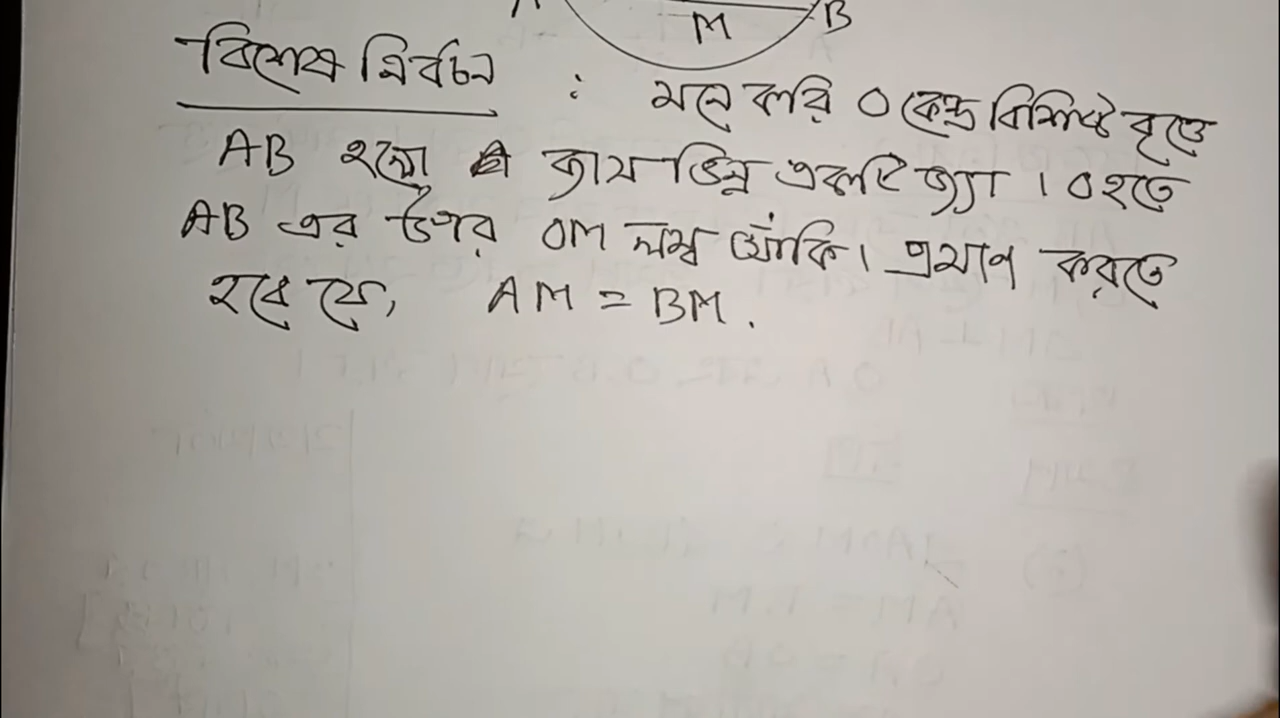 M B
বিশেষ নির্বচন : মনে করি O কেন্দ্র বিশিষ্ট বৃত্তে
AB হলো ব্যাস ভিন্ন একটি জ্যা । O হতে
AB এর উপর OM লম্ব আঁকি। প্রমাণ করতে
হবে যে, AM = BM.